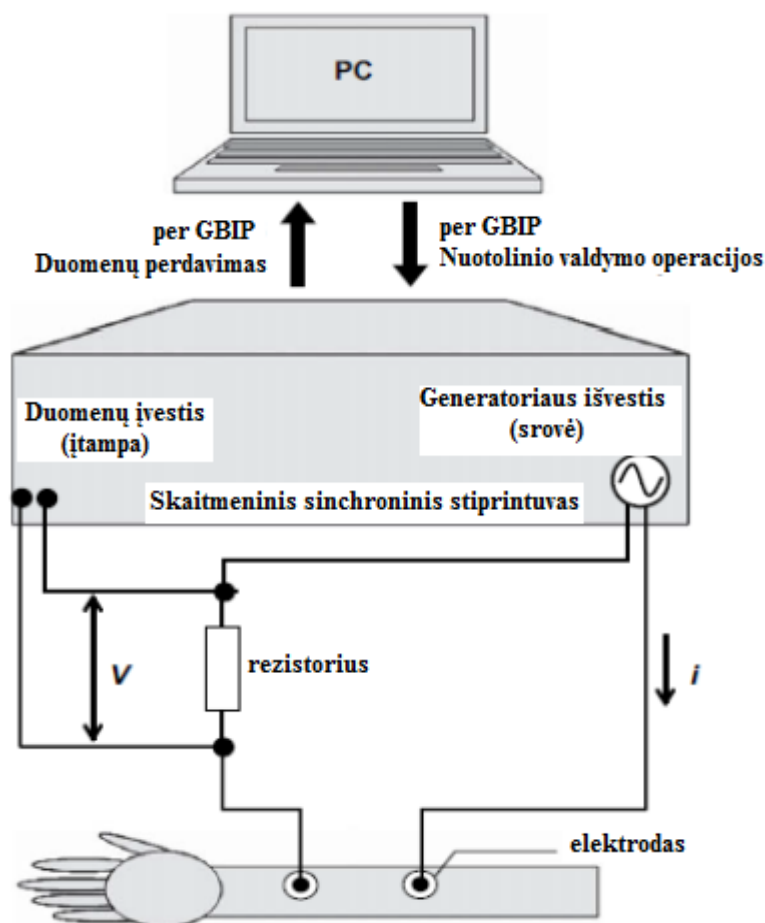 PC
per GBIP
Duomenų perdavimas
per GBIP
Nuotolinio valdymo operacijos
Duomenų įvestis
(įtampa)
Generatoriaus išvestis
(srovė)
Skaitmeninis sinchroninis stiprintuvas
V
rezistorius
i
elektrodas